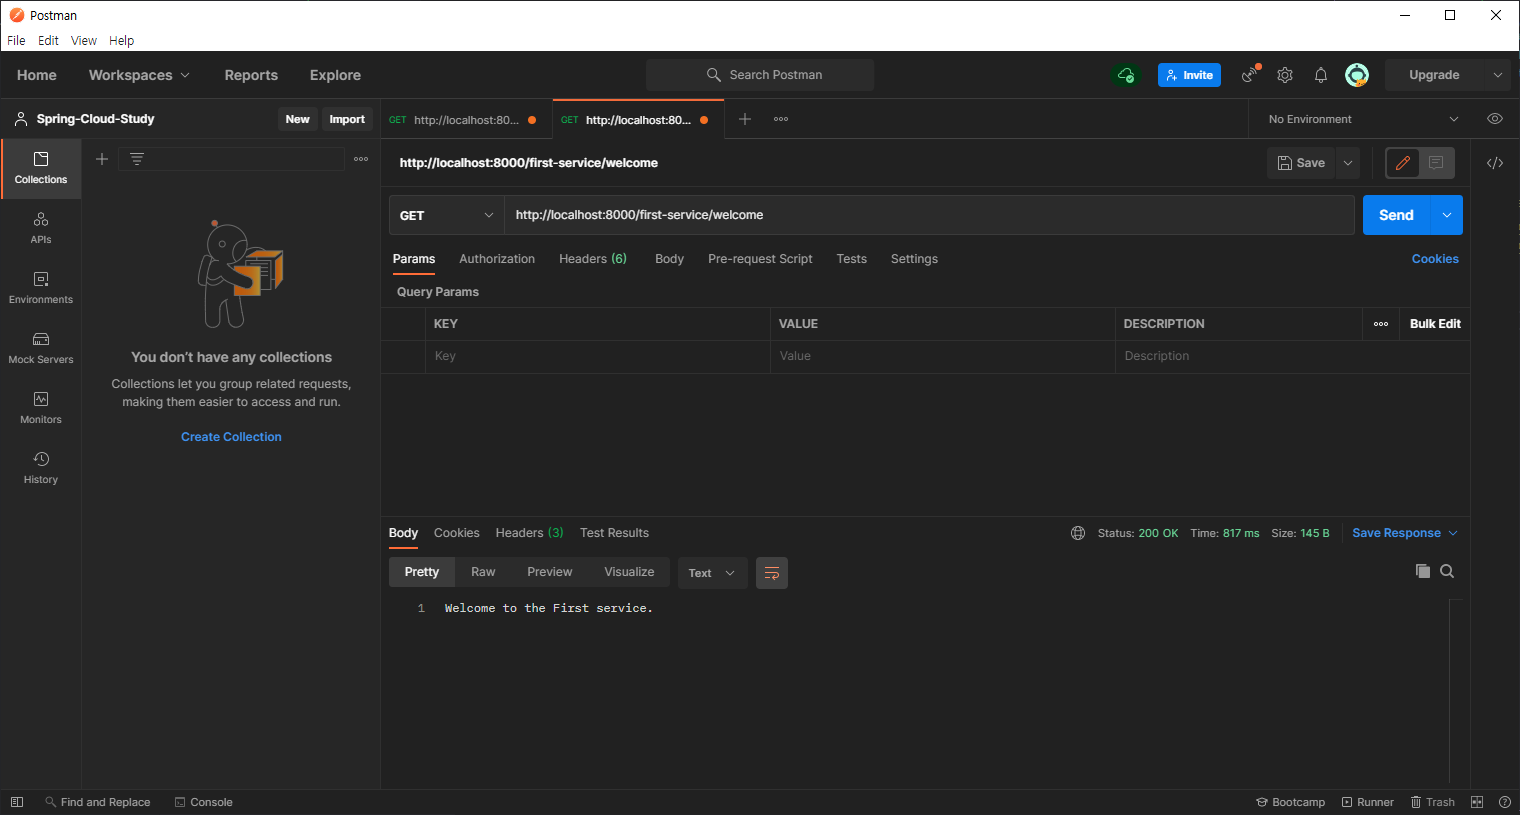 Postman
File Edit View Help
Home Workspaces Reports Explore Search Postman Invite Upgrade
Spring-Cloud-Study New Import
GET http://localhost:80... GET http://localhost:80... No Environment
http://localhost:8000/first-service/welcome Save
GET http://localhost:8000/first-service/welcome Send
Params Authorization Headers (6) Body Pre-request Script Tests Settings Cookies
Query Params
KEY VALUE DESCRIPTION Bulk Edit
Key Value Description
Collections
APIs
Environments
Mock Servers
Monitors
History
You don’t have any collections
Collections let you group related requests,
making them easier to access and run.
Create Collection
Body Cookies Headers (3) Test Results Status: 200 OK Time: 817 ms Size: 145 B Save Response
Pretty Raw Preview Visualize Text
1 Welcome to the First service.
Find and Replace Console Bootcamp Runner Trash